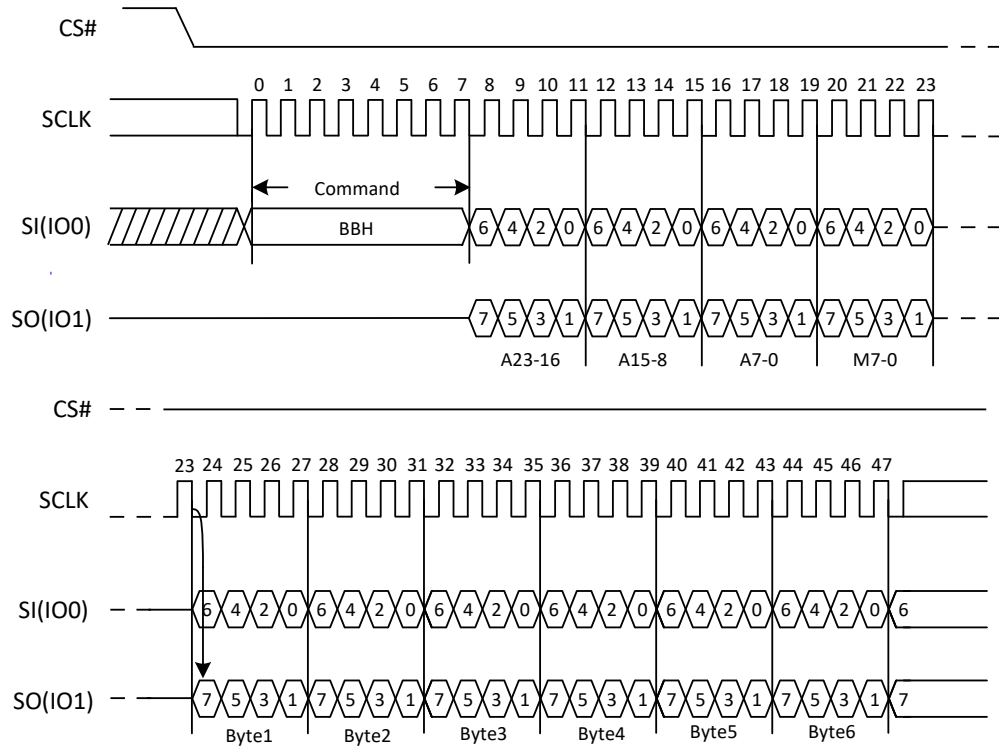 CS#
0 1 2 3 4 5 6 7 8 9 10 11 12 13 14 15 16 17 18 19 20 21 22 23
SCLK
Command
SI(IO0) BBH 6 4 2 0 6 4 2 0 6 4 2 0 6 4 2 0
SO(IO1) 7 5 3 1 7 5 3 1 7 5 3 1 7 5 3 1
A23-16 A15-8 A7-0 M7-0
CS#
23 24 25 26 27 28 29 30 31 32 33 34 35 36 37 38 39 40 41 42 43 44 45 46 47
SCLK
SI(IO0) 6 4 2 0 6 4 2 0 6 4 2 0 6 4 2 0 6 4 2 0 6 4 2 0 6
SO(IO1) 7 5 3 1 7 5 3 1 7 5 3 1 7 5 3 1 7 5 3 1 7 5 3 1 7
Byte1 Byte2 Byte3 Byte4 Byte5 Byte6